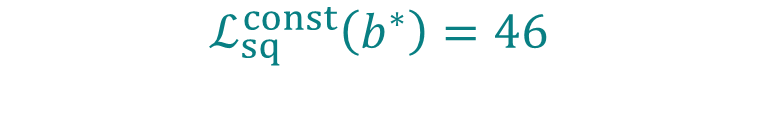 ℒ_sq^const(b*) = 46